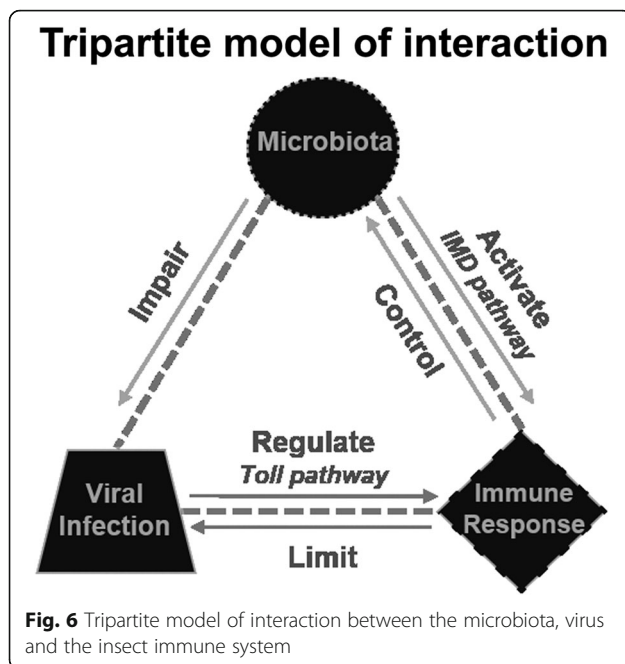 Tripartite model of interaction
Microbiota
Impair
Activate
IMD pathway
Control
Regulate
Toll pathway
Viral
Infection
Immune
Response
Limit
Fig. 6 Tripartite model of interaction between the microbiota, virus
and the insect immune system